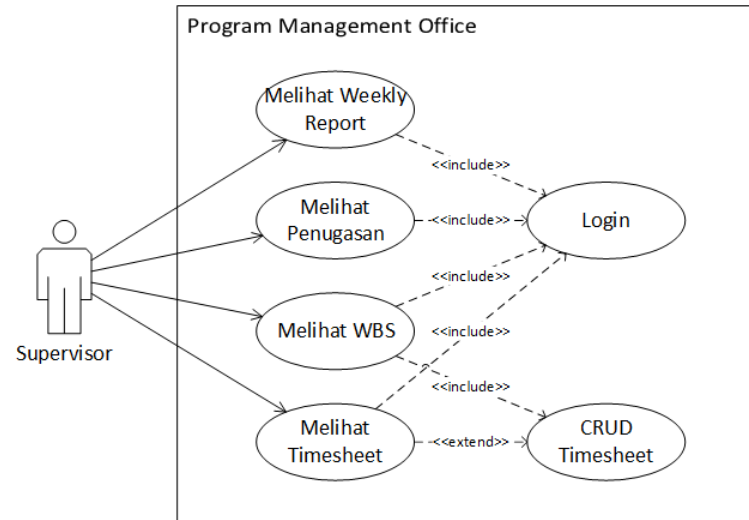 Program Management Office
Melihat Weekly
Report
<<include>>
Melihat
Penugasan
<<include>>
Login
<<include>>
Melihat WBS
<<include>>
Supervisor
<<include>>
Melihat
Timesheet
<<extend>>
CRUD
Timesheet